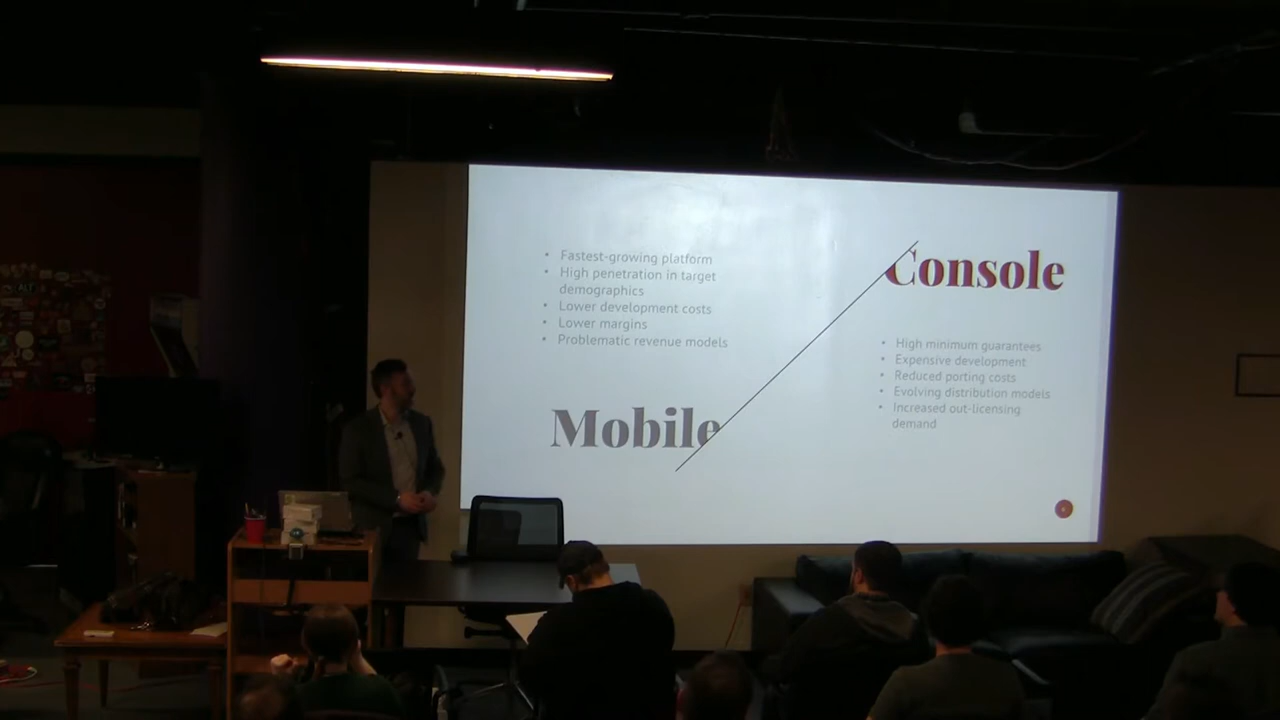 • Fastest-growing platform
• High penetration in target
demographics
• Lower development costs
• Lower margins
• Problematic revenue models
Mobile
Console
• High minimum guarantees
• Expensive development
• Reduced porting costs
• Evolving distribution models
• Increased out-licensing
demand